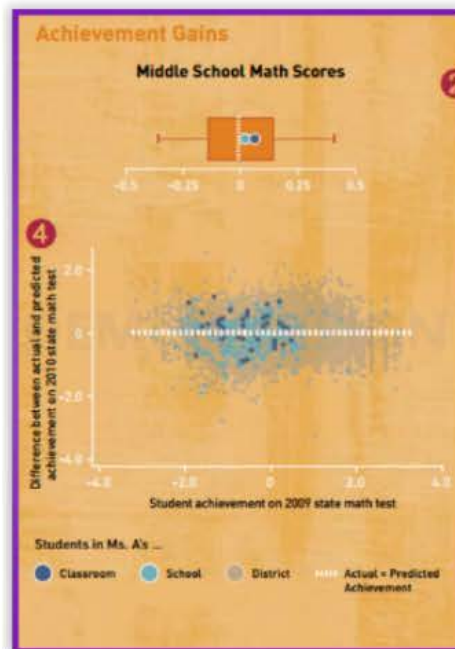 Achievement Gains
Middle School Math Scores
2
-0.5 -0.25 0 0.25 0.5
4
Difference between actual and predicted
achievement on 2010 state math test
2.0
0
-2.0
-4.0
-4.0 -2.0 0 2.0 4.0
Student achievement on 2009 state math test
Students in Ms. A's ...
Classroom School District Actual = Predicted
Achievement